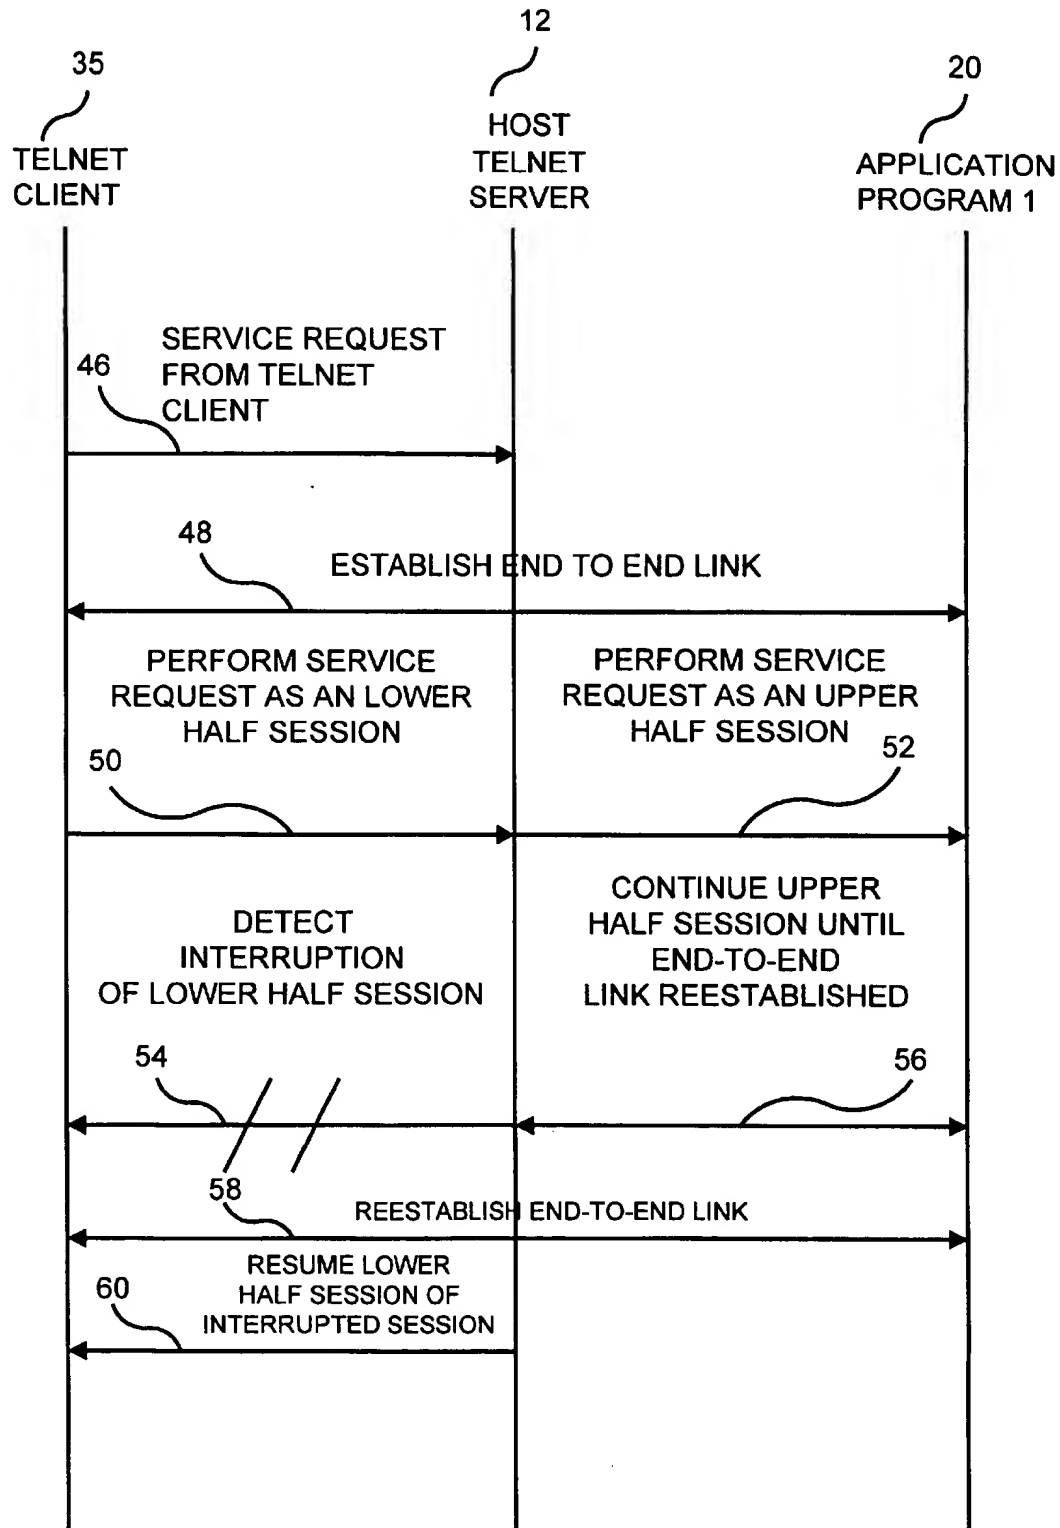 12
35
20
HOST
TELNET
SERVER
TELNET
CLIENT
APPLICATION
PROGRAM 1
SERVICE REQUEST
FROM TELNET
CLIENT
46
48
ESTABLISH END TO END LINK
PERFORM SERVICE
REQUEST AS AN LOWER
HALF SESSION
PERFORM SERVICE
REQUEST AS AN UPPER
HALF SESSION
50
52
DETECT
INTERRUPTION
OF LOWER HALF SESSION
CONTINUE UPPER
HALF SESSION UNTIL
END-TO-END
LINK REESTABLISHED
54
56
58
REESTABLISH END-TO-END LINK
RESUME LOWER
HALF SESSION OF
INTERRUPTED SESSION
60